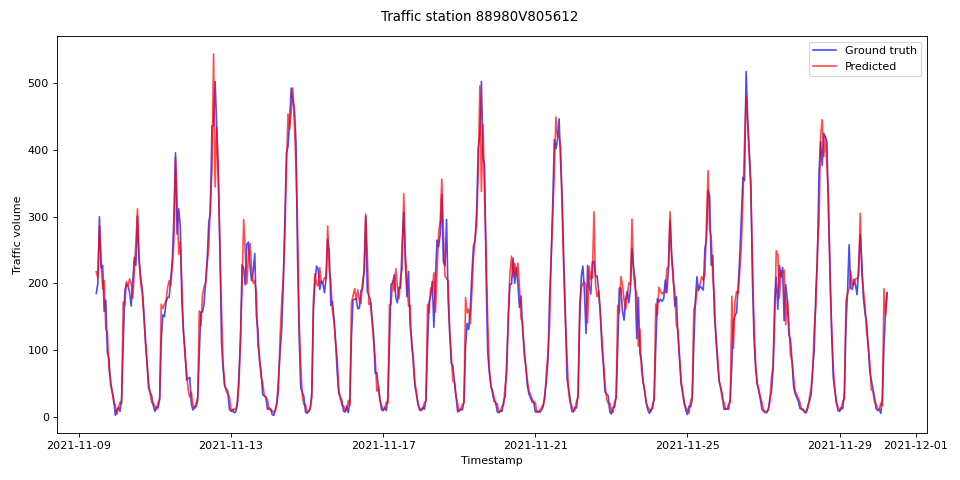 Traffic station 88980V805612
Ground truth
Predicted
500
400
300
200
100
0
Traffic volume
2021-11-09
2021-11-13
2021-11-17
2021-11-21
2021-11-25
2021-11-29
2021-12-01
Timestamp